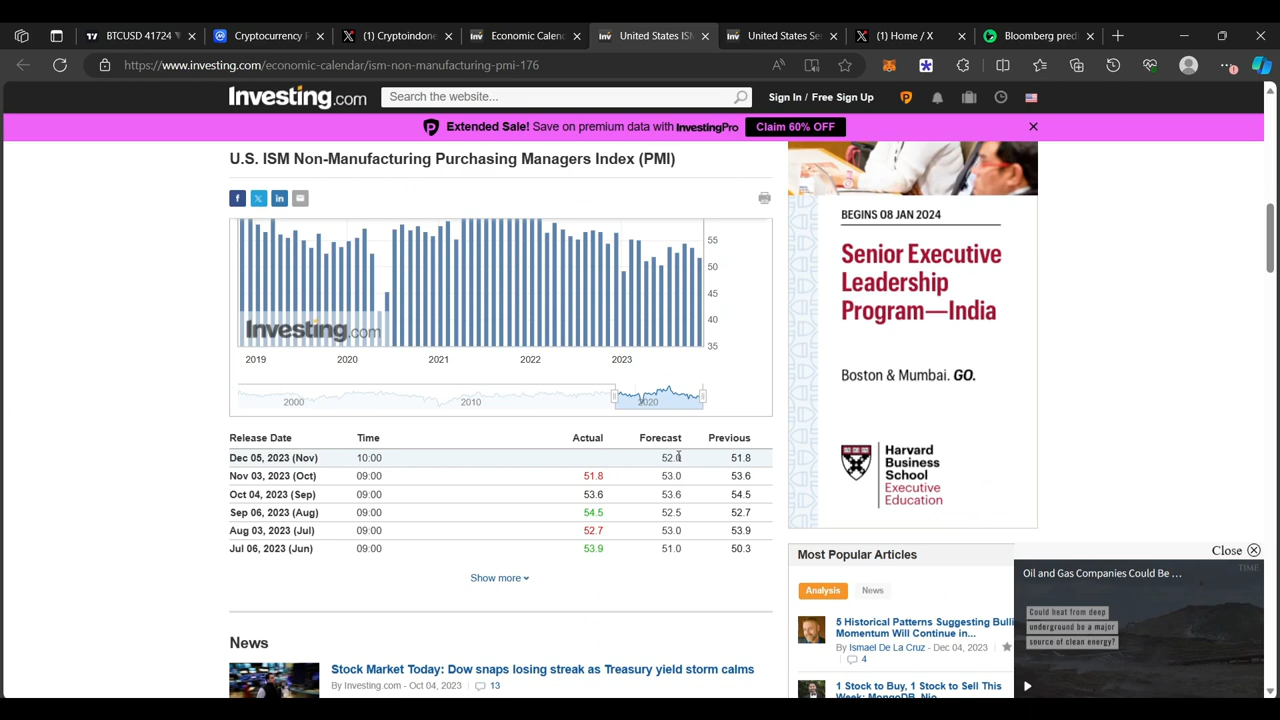 BTCUSD 41724
Cryptocurrency P
(1) Cryptoindone
Economic Calen
United States ISM
United States Se
(1) Home / X
Bloomberg pred
https://www.investing.com/economic-calendar/ism-non-manufacturing-pmi-176
Investing.com
Search the website...
Sign In / Free Sign Up
Extended Sale! Save on premium data with InvestingPro
Claim 60% OFF
U.S. ISM Non-Manufacturing Purchasing Managers Index (PMI)
55
50
45
40
35
Investing.com
2019 2020 2021 2022 2023
2000 2010 2020
Release Date Time Actual Forecast Previous
Dec 05, 2023 (Nov) 10:00 51.8
Nov 03, 2023 (Oct) 09:00 51.8 53.0 53.6
Oct 04, 2023 (Sep) 09:00 53.6 53.6 54.5
Sep 06, 2023 (Aug) 09:00 54.5 52.5 52.7
Aug 03, 2023 (Jul) 09:00 52.7 53.0 53.9
Jul 06, 2023 (Jun) 09:00 53.9 51.0 50.3
Show more
News
Stock Market Today: Dow snaps losing streak as Treasury yield storm calms
By Investing.com - Oct 04, 2023 13
BEGINS 08 JAN 2024
Senior Executive
Leadership
Program—India
Boston & Mumbai. GO.
Harvard
Business
School
Executive
Education
Most Popular Articles
Analysis News
5 Historical Patterns Suggesting Bulli
Momentum Will Continue in...
By Ismael De La Cruz - Dec 04, 2023
4
1 Stock to Buy, 1 Stock to Sell This
Week: MongoDB, Nio
Close
Oil and Gas Companies Could Be ...
TIME
Could heat from deep
underground be a major
source of clean energy?